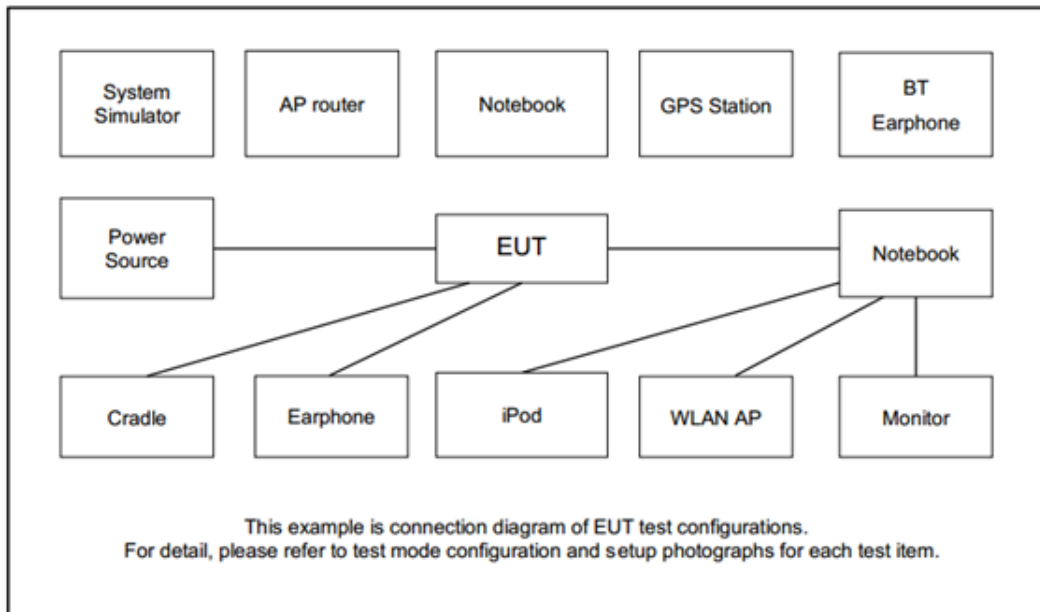 System
Simulator
AP router
Notebook
GPS Station
BT
Earphone
Power
Source
EUT
Notebook
Cradle
Earphone
iPod
WLAN AP
Monitor
This example is connection diagram of EUT test configurations.
For detail, please refer to test mode configuration and setup photographs for each test item.